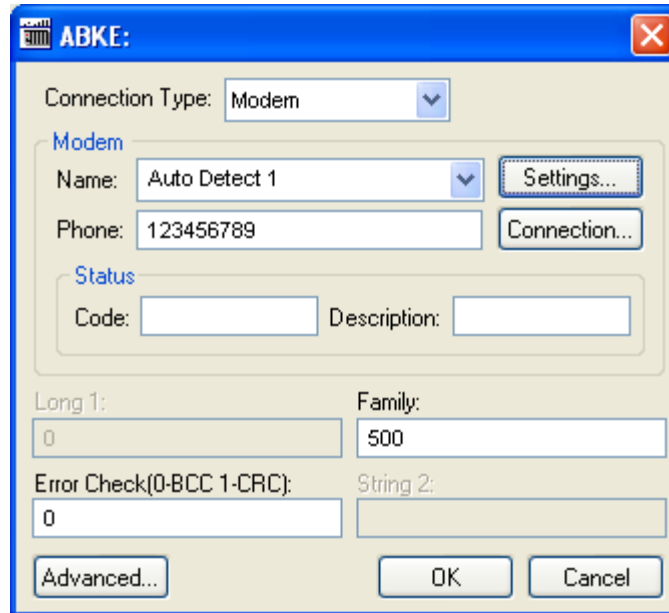 ABKE:
Connection Type: Modem
Modem
Name: Auto Detect 1 Settings...
Phone: 123456789 Connection...
Status
Code: Description:
Long 1: Family:
0 500
Error Check(0-BCC 1-CRC): String 2:
0
Advanced... OK Cancel